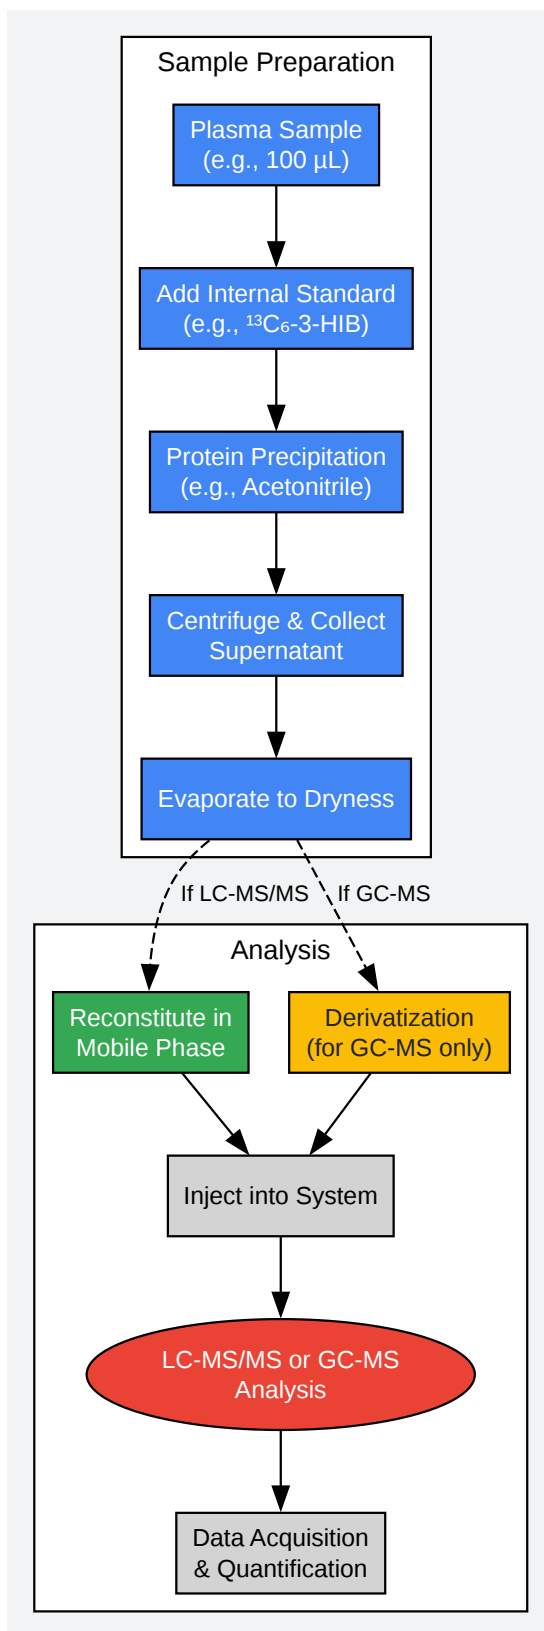 Sample Preparation
Plasma Sample
(e.g., 100 µL)
Add Internal Standard
(e.g., ¹³C₆-3-HIB)
Protein Precipitation
(e.g., Acetonitrile)
Centrifuge & Collect
Supernatant
Evaporate to Dryness
If LC-MS/MS
If GC-MS
Analysis
Reconstitute in
Mobile Phase
Derivatization
(for GC-MS only)
Inject into System
LC-MS/MS or GC-MS
Analysis
Data Acquisition
& Quantification